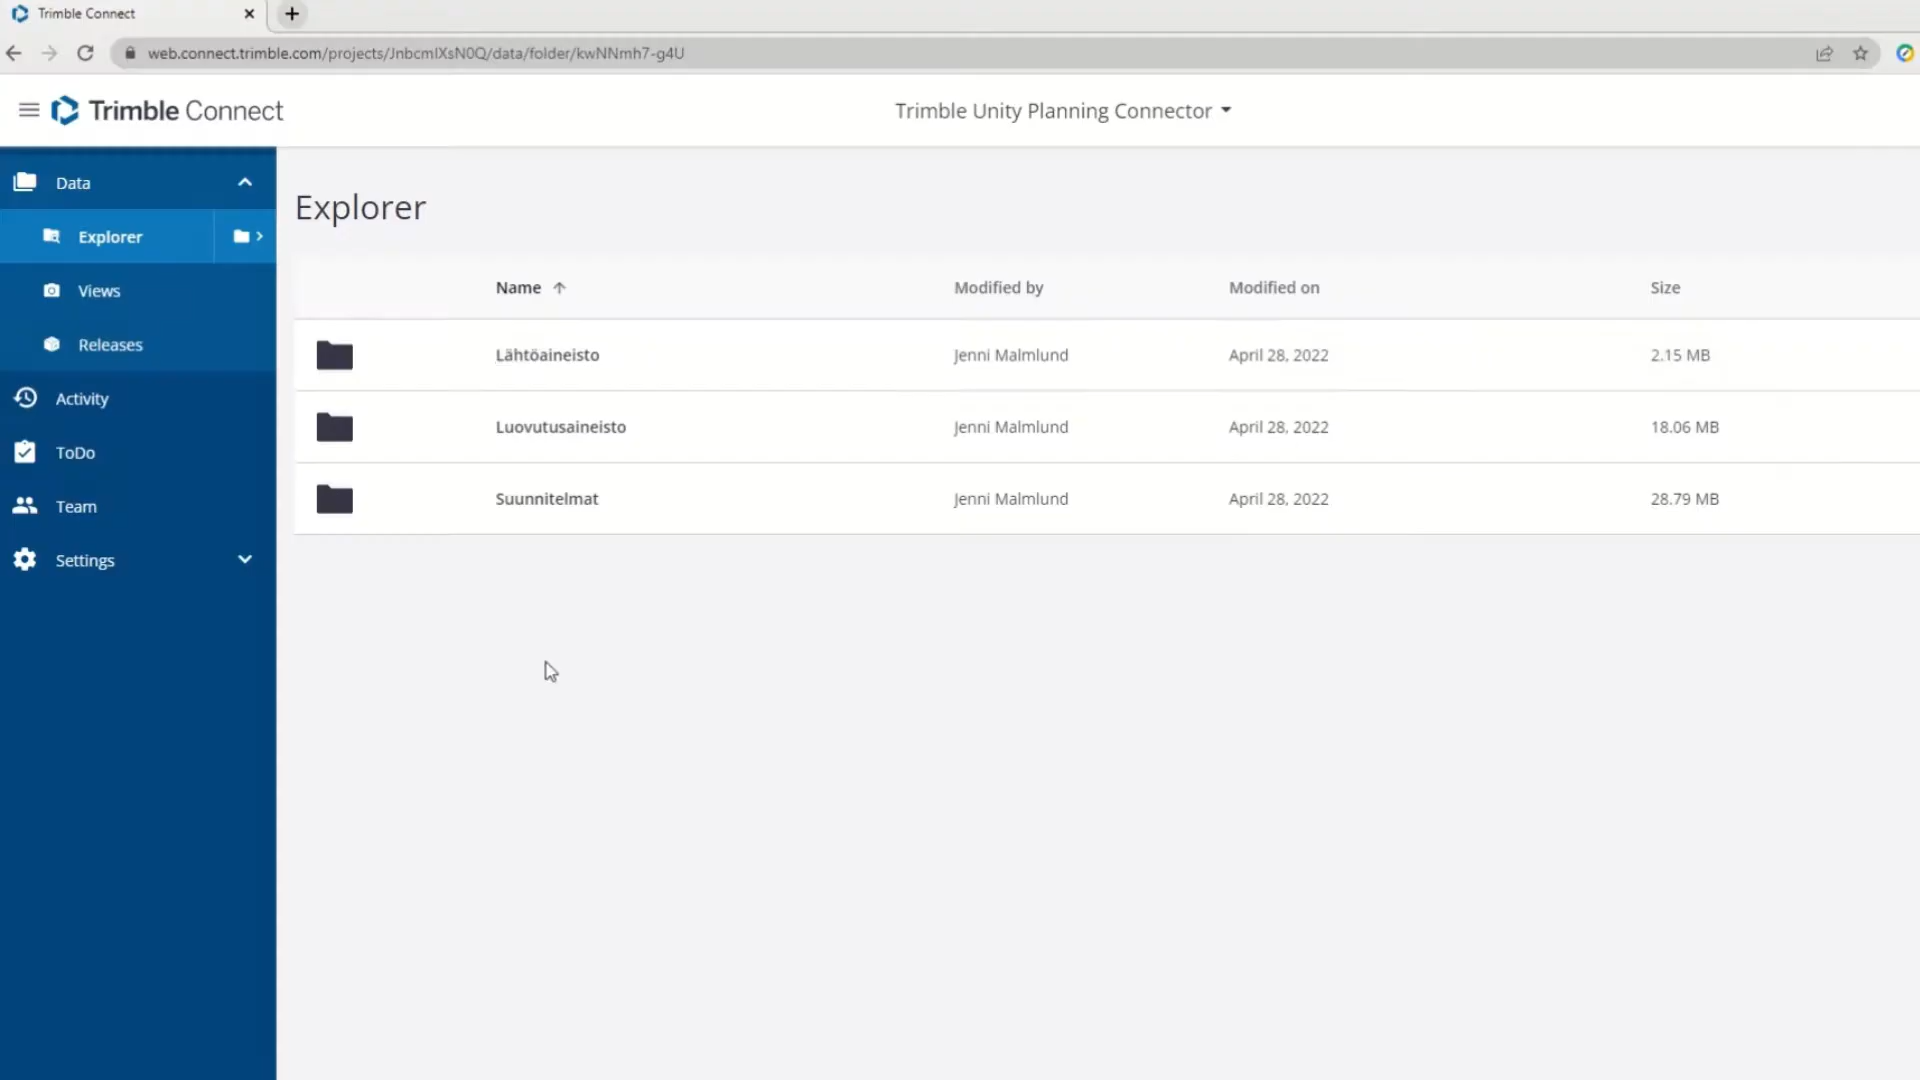 Trimble Connect
web.connect.trimble.com/projects/JnbcmlXsN0Q/data/folder/kwNNmh7-g4U
Trimble Connect
Trimble Unity Planning Connector
Data
Explorer
Views
Releases
Activity
ToDo
Team
Settings
Explorer
Name Modified by Modified on Size
Lähtöaineisto Jenni Malmlund April 28, 2022 2.15 MB
Luovutusaineisto Jenni Malmlund April 28, 2022 18.06 MB
Suunnitelmat Jenni Malmlund April 28, 2022 28.79 MB